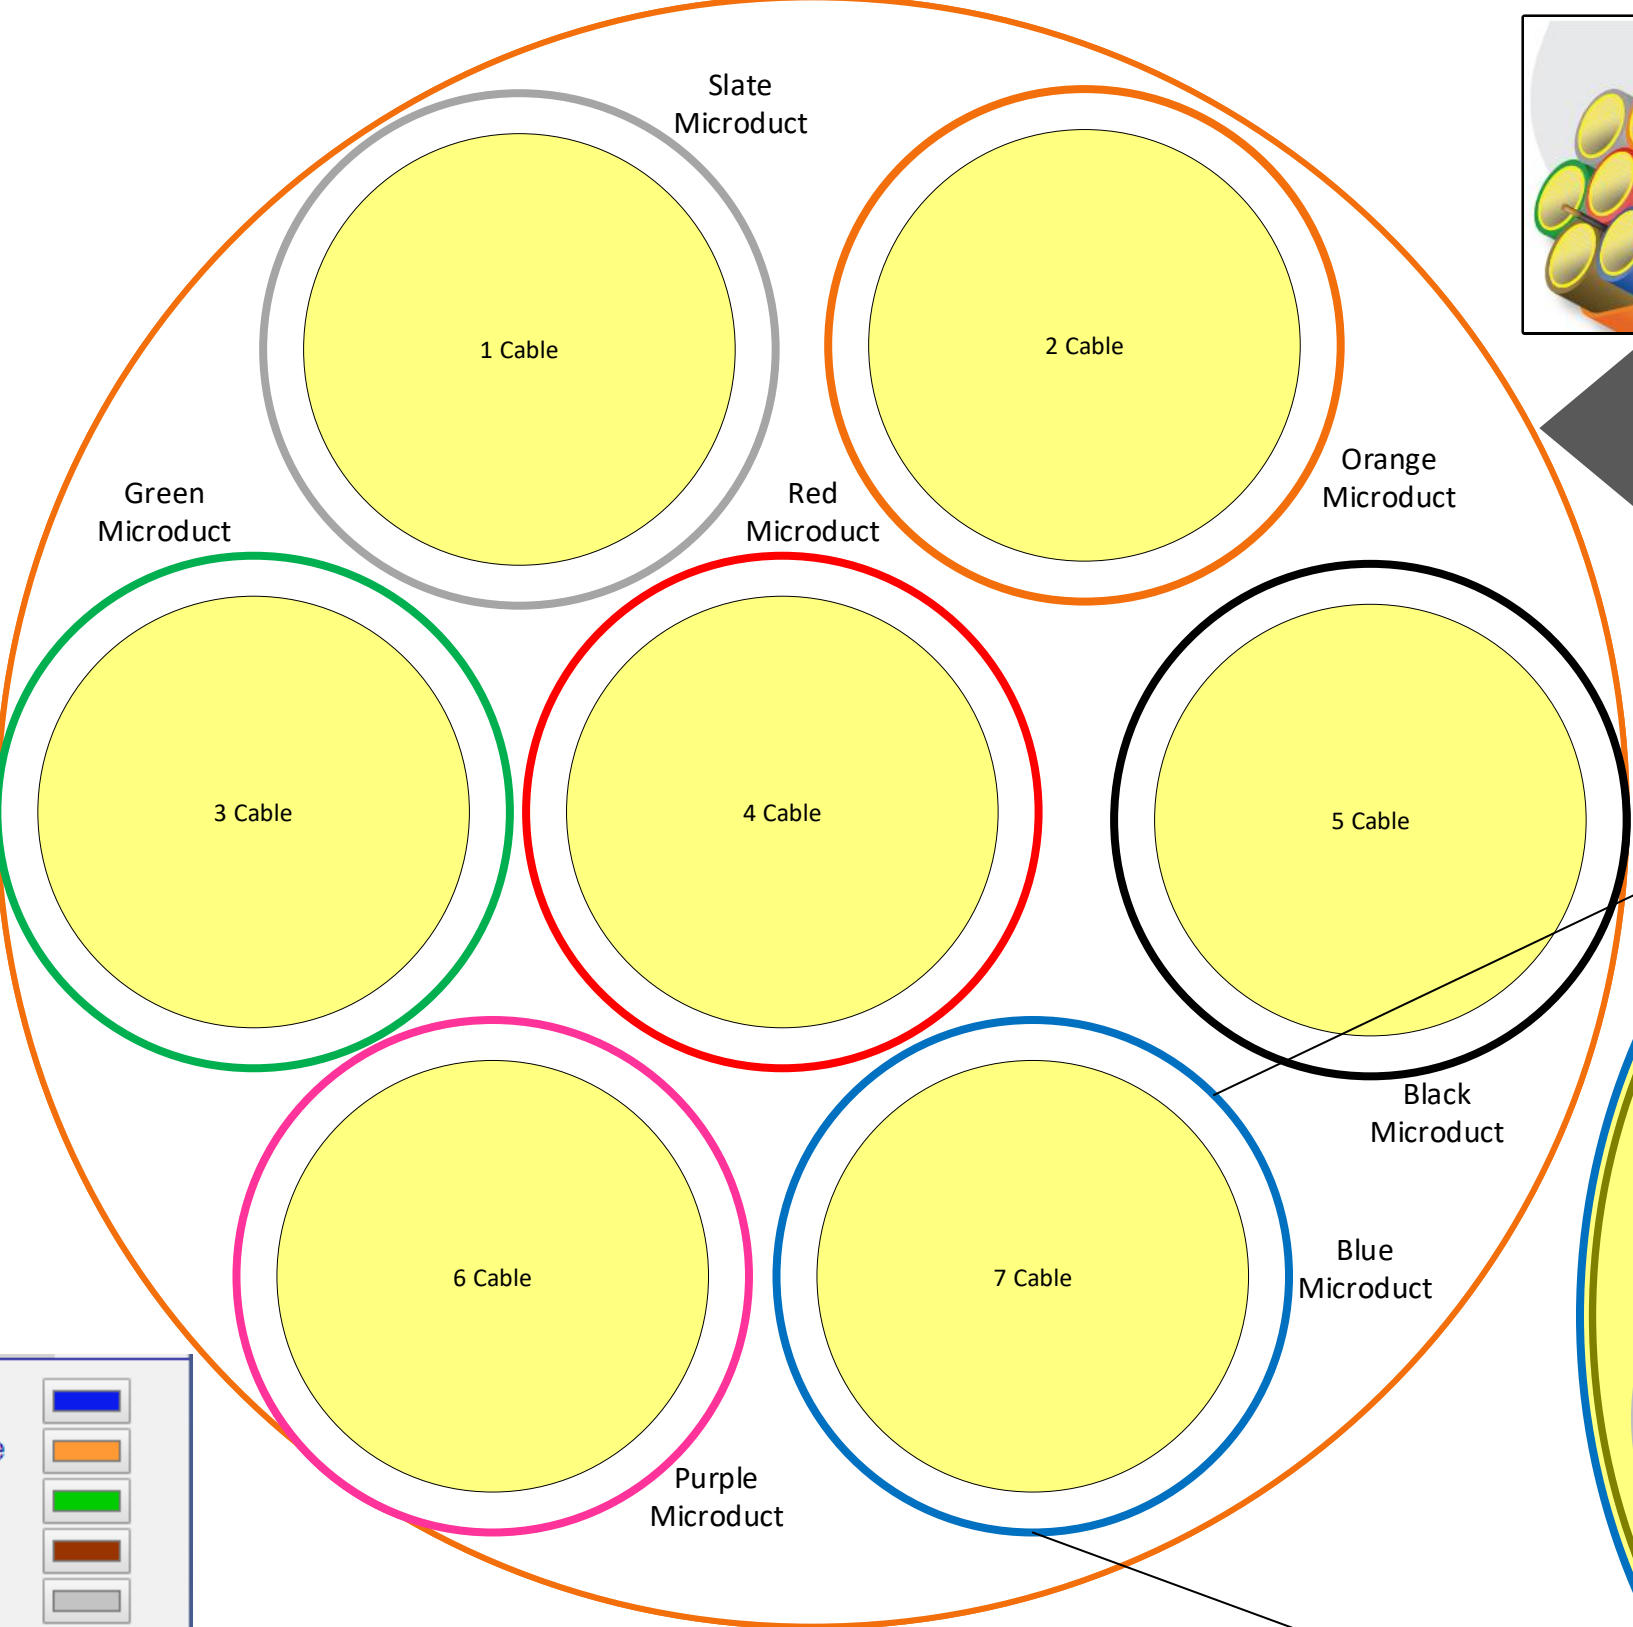 Slate
Microduct
1 Cable
2 Cable
Orange
Microduct
Green
Microduct
Red
Microduct
3 Cable
4 Cable
5 Cable
Black
Microduct
Blue
Microduct
6 Cable
7 Cable
Purple
Microduct